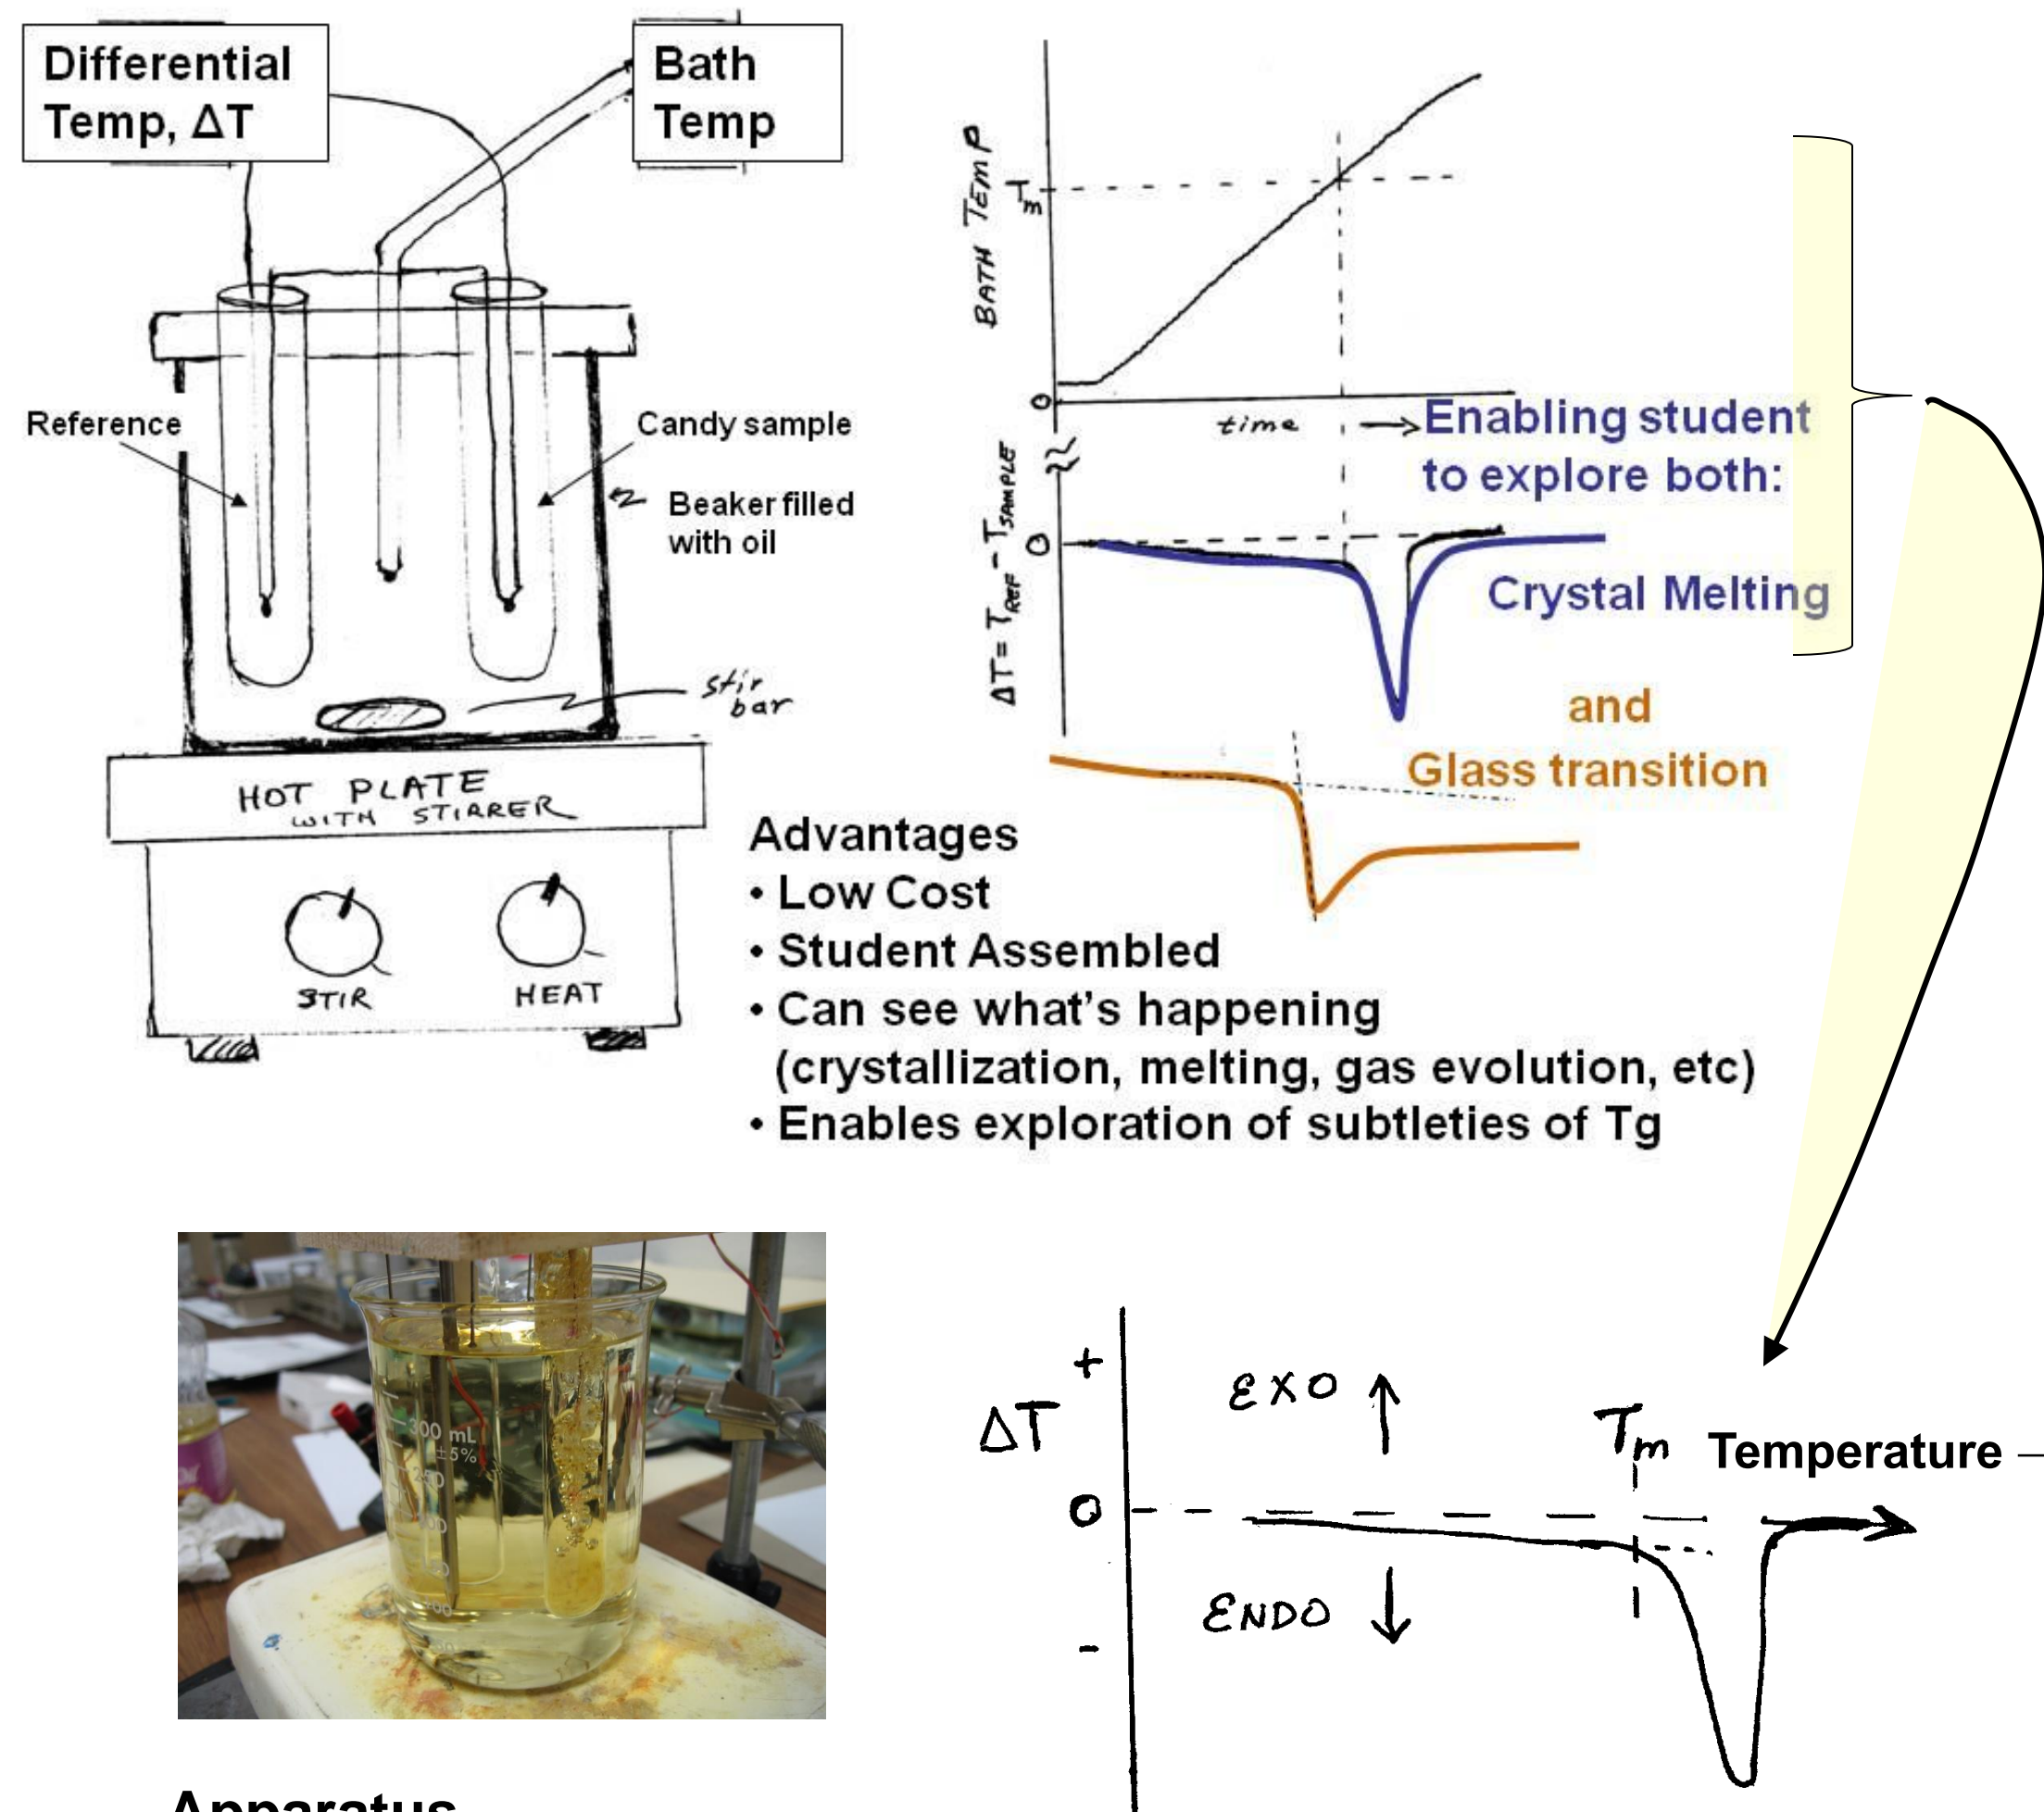 Differential
Temp, ΔT
Bath
Temp
Reference
Candy sample
Beaker filled
with oil
stir
bar
HOT PLATE
WITH STIRRER
STIR
HEAT
BATH TEMP
Tm
0
time
ΔT = TREF - TSAMPLE
0
Enabling student
to explore both:
Crystal Melting
and
Glass transition
Advantages
• Low Cost
• Student Assembled
• Can see what's happening
(crystallization, melting, gas evolution, etc)
• Enables exploration of subtleties of Tg
300 mL
±5%
250
ΔT
+
0
-
EXO ↑
ENDO ↓
Tm
Temperature
Apparatus